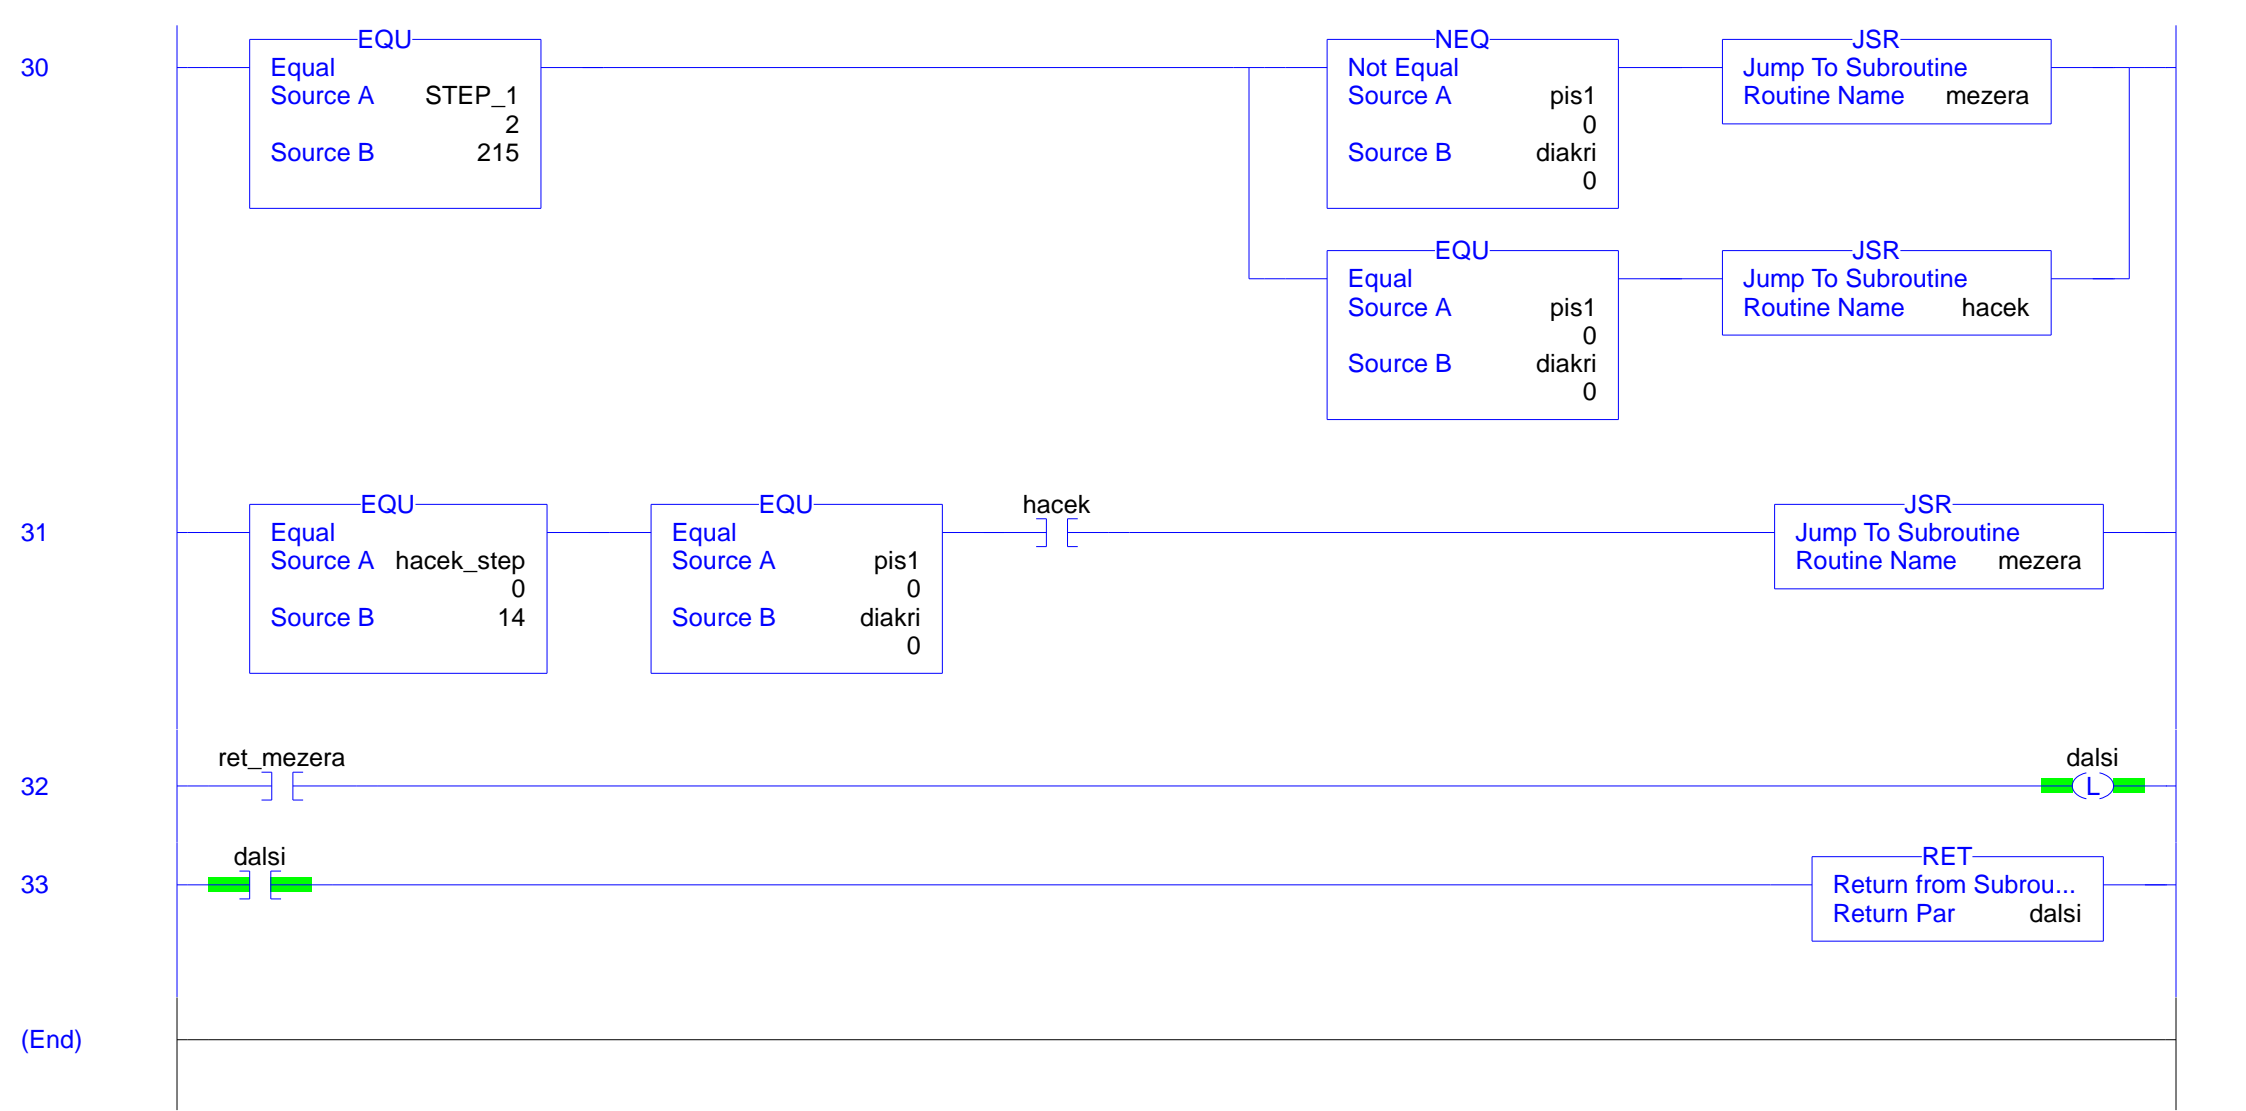 EQU NEQ JSR
30 Equal Not Equal Jump To Subroutine
Source A STEP_1 Source A pis1 Routine Name mezera
2 0
Source B 215 Source B diakri
0
EQU JSR
Equal Jump To Subroutine
Source A pis1 Routine Name hacek
0
Source B diakri
0
EQU EQU hacek JSR
31 Equal Equal Jump To Subroutine
Source A hacek_step Source A pis1 Routine Name mezera
0 0
Source B 14 Source B diakri
0
ret_mezera dalsi
32 L
dalsi RET
33 Return from Subrou...
Return Par dalsi
(End)